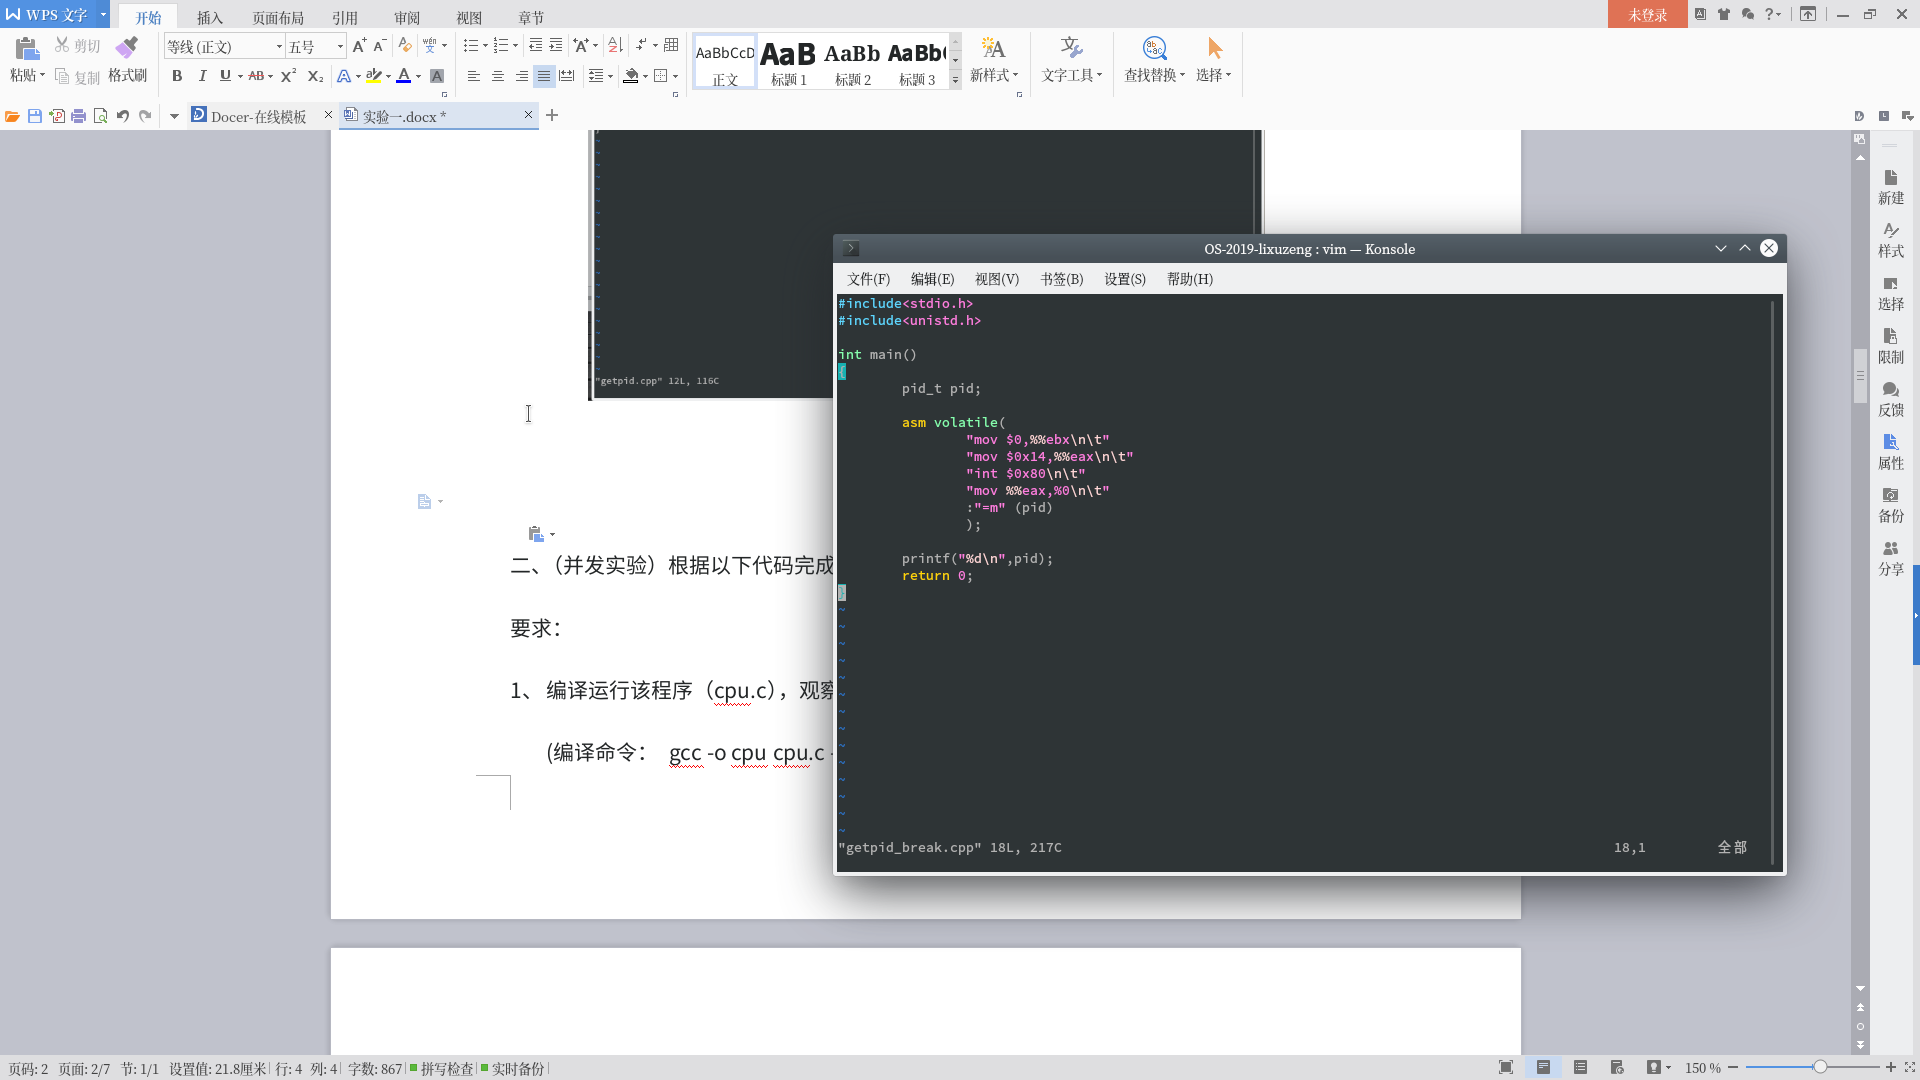 WPS 文字
开始 插入 页面布局 引用 审阅 视图 章节
未登录
粘贴 剪切 复制 格式刷
等线 (正文) 五号
B I U AB X² X₂ A A A
AaBbCcD AaB AaBb AaBb(
正文 标题 1 标题 2 标题 3
新样式 文字工具 查找替换 选择
Docer-在线模板 实验一.docx *
"getpid.cpp" 12L, 116C
二、（并发实验）根据以下代码完成
要求：
1、 编译运行该程序（cpu.c），观察
(编译命令： gcc -o cpu cpu.c -
OS-2019-lixuzeng : vim — Konsole
文件(F) 编辑(E) 视图(V) 书签(B) 设置(S) 帮助(H)
#include<stdio.h>
#include<unistd.h>
int main()
{
pid_t pid;
asm volatile(
"mov $0,%%ebx\n\t"
"mov $0x14,%%eax\n\t"
"int $0x80\n\t"
"mov %%eax,%0\n\t"
:"=m" (pid)
);
printf("%d\n",pid);
return 0;
}
~
~
~
~
~
~
~
~
~
~
~
~
~
~
"getpid_break.cpp" 18L, 217C 18,1 全部
新建
样式
选择
限制
反馈
属性
备份
分享
页码: 2 页面: 2/7 节: 1/1 设置值: 21.8厘米 行: 4 列: 4 字数: 867 拼写检查 实时备份 150 %